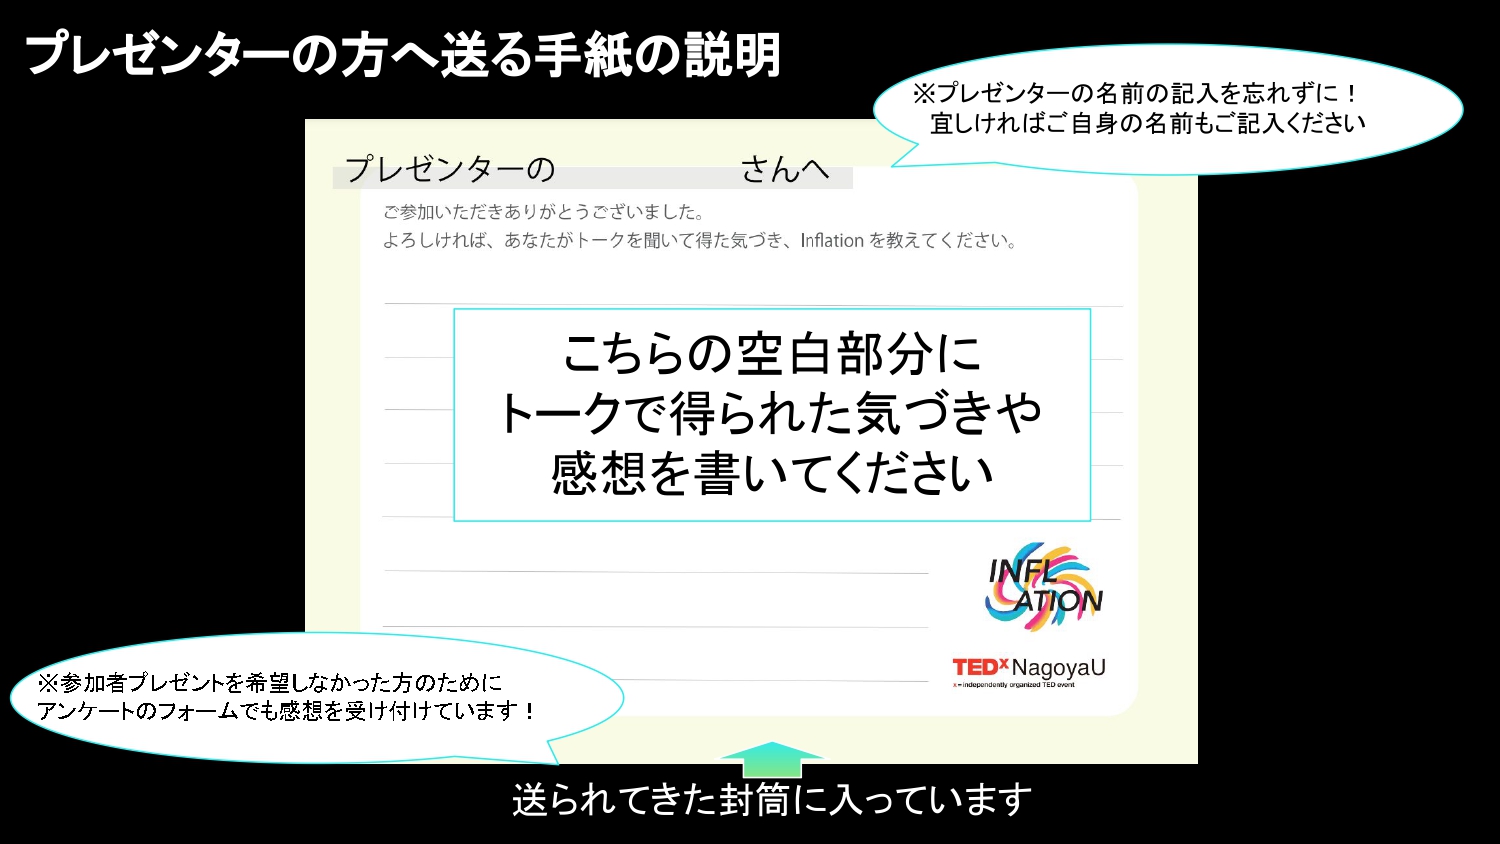 プレゼンターの方へ送る手紙の説明
※プレゼンターの名前の記入を忘れずに！
宜しければご自身の名前もご記入ください
プレゼンターの　　　　　　さんへ
ご参加いただきありがとうございました。
よろしければ、あなたがトークを聞いて得た気づき、Inflation を教えてください。
こちらの空白部分に
トークで得られた気づきや
感想を書いてください
INFL
ATION
TEDxNagoyaU
x = independently organized TED event
※参加者プレゼントを希望しなかった方のために
アンケートのフォームでも感想を受け付けています！
送られてきた封筒に入っています